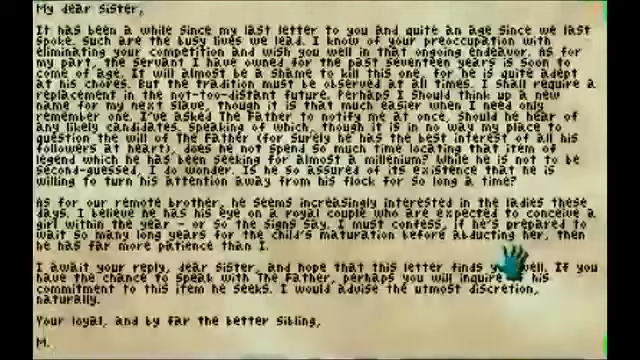 My dear Sister,
It has been a while since my last letter to you and quite an age since we last
spoke. Such are the busy lives we lead. I know of your preoccupation with
eliminating your competition and wish you well in that ongoing endeavor. As for
my part, the servant I have owned for the past seventeen years is soon to
come of age. It will almost be a shame to kill this one, for he is quite adept
at his chores. But the tradition must be observed at all times. I shall require a
replacement in the not-too-distant future. Perhaps I should think up a new
name for my next slave, though it is that much easier when I need only
remember one. I've asked The Father to notify me at once, should he hear of
any likely candidates. Speaking of which, though it is in no way my place to
question the will of The Father (for surely he has the best interest of all his
followers at heart), does he not spend so much time locating that item of
legend which he has been seeking for almost a millenium? While he is not to be
second-guessed, I do wonder. Is he so assured of its existence that he is
willing to turn his attention away from his flock for so long a time?
As for our remote brother, he seems increasingly interested in the ladies these
days. I believe he has his eye on a royal couple who are expected to conceive a
girl within the year - or so the signs say. I must confess, if he's prepared to
wait so many long years for the child's maturation before abducting her, then
he has far more patience than I.
I await your reply, dear Sister, and hope that this letter finds well. If you
have the chance to speak with The Father, perhaps you will inquire his
commitment to this item he seeks. I would advise the utmost discretion,
naturally.
Your loyal, and by far the better sibling,
M.